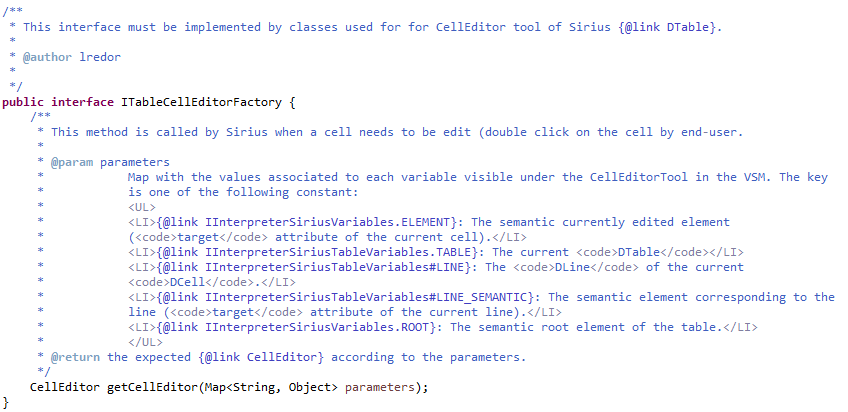 /**
 * This interface must be implemented by classes used for for CellEditor tool of Sirius {@link DTable}.
 *
 * @author lredor
 *
 */
public interface ITableCellEditorFactory {
    /**
     * This method is called by Sirius when a cell needs to be edit (double click on the cell by end-user.
     *
     * @param parameters
     *            Map with the values associated to each variable visible under the CellEditorTool in the VSM. The key
     *            is one of the following constant:
     *            <UL>
     *            <LI>{@link IInterpreterSiriusVariables.ELEMENT}: The semantic currently edited element
     *            (<code>target</code> attribute of the current cell).</LI>
     *            <LI>{@link IInterpreterSiriusTableVariables.TABLE}: The current <code>DTable</code></LI>
     *            <LI>{@link IInterpreterSiriusTableVariables#LINE}: The <code>DLine</code> of the current
     *            <code>DCell</code>.</LI>
     *            <LI>{@link IInterpreterSiriusTableVariables#LINE_SEMANTIC}: The semantic element corresponding to the
     *            line (<code>target</code> attribute of the current line).</LI>
     *            <LI>{@link IInterpreterSiriusVariables.ROOT}: The semantic root element of the table.</LI>
     *            </UL>
     * @return the expected {@link CellEditor} according to the parameters.
     */
    CellEditor getCellEditor(Map<String, Object> parameters);
}